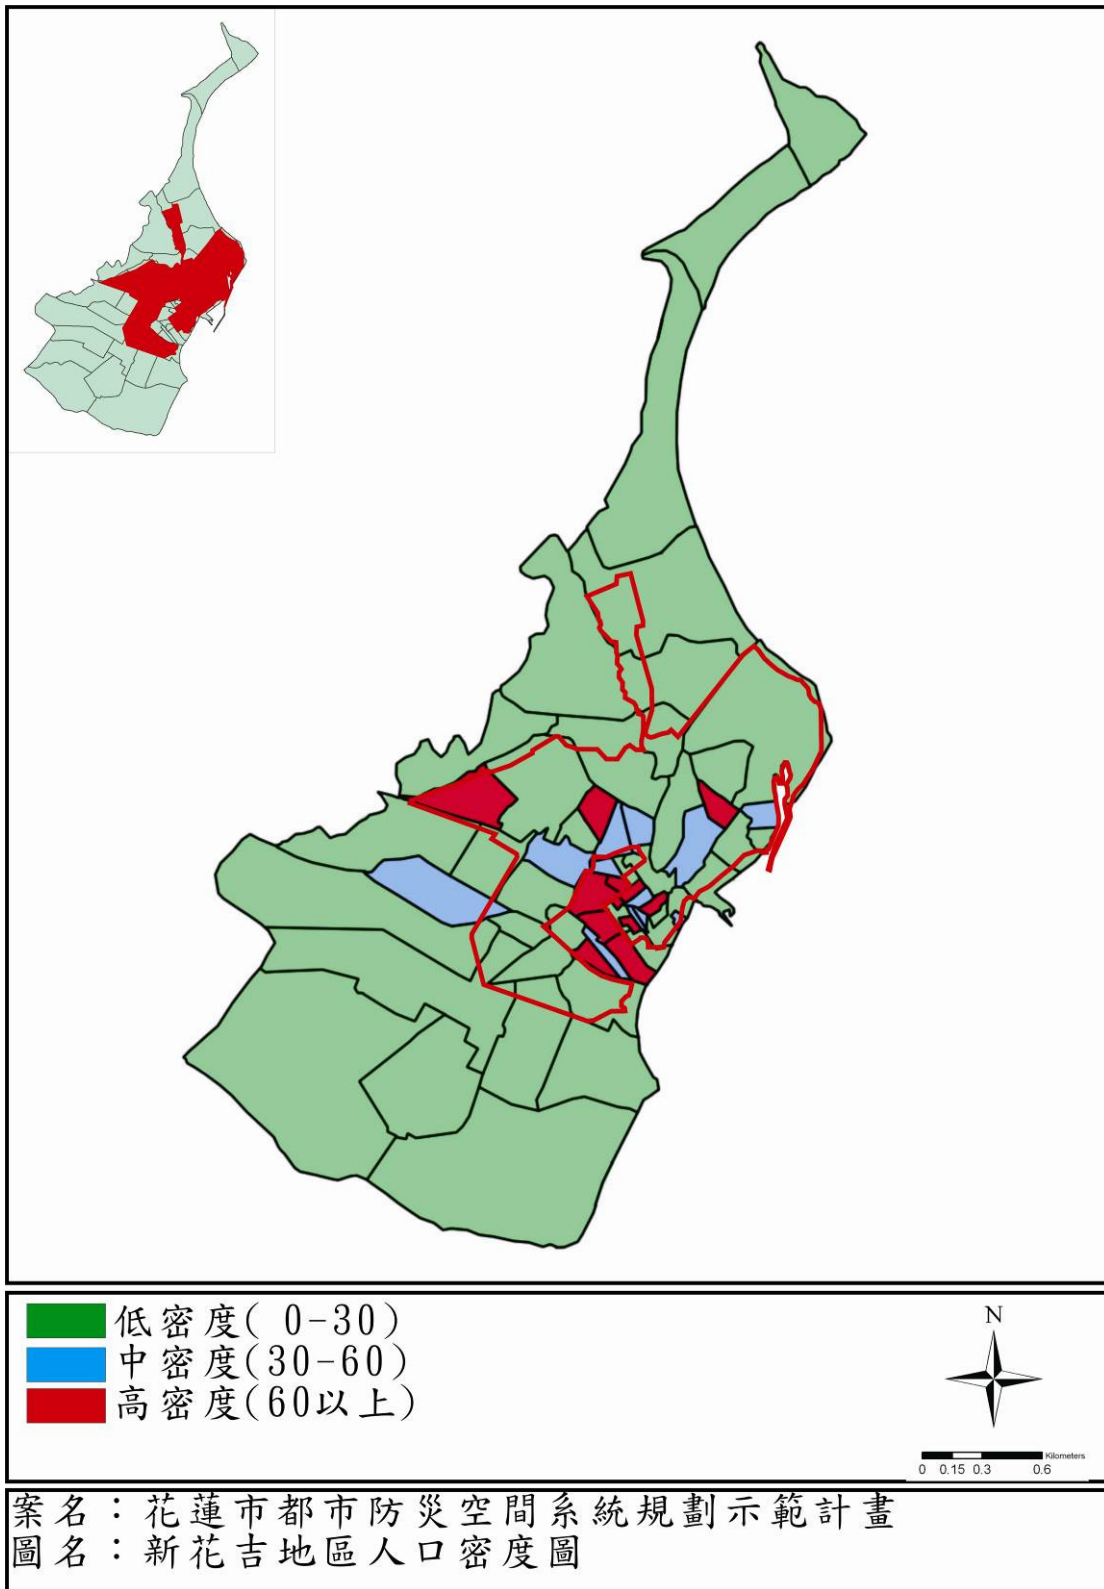 低密度( 0-30)
中密度(30-60)
高密度(60以上)
N
Kilometers
0 0.15 0.3 0.6
案名：花蓮市都市防災空間系統規劃示範計畫
圖名：新花吉地區人口密度圖